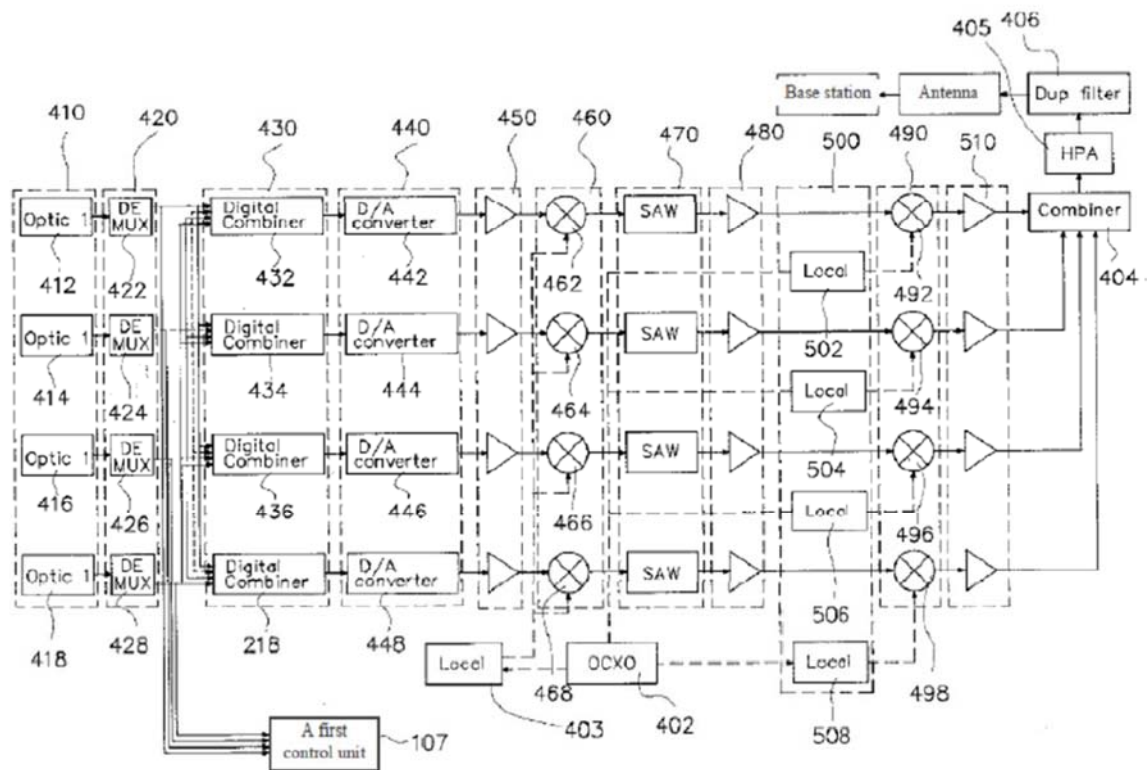 406
405
Base station
Antenna
Dup filter
410
420
430
440
450
460
470
480
500
490
510
HPA
Optic 1
DE
MUX
Digital
Combiner
D/A
converter
SAW
Combiner
412
422
432
442
462
Local
492
404
Optic 1
DE
MUX
Digital
Combiner
D/A
converter
SAW
502
414
424
434
444
464
Local
494
Optic 1
DE
MUX
Digital
Combiner
D/A
converter
SAW
504
416
426
436
446
466
Local
496
Optic 1
DE
MUX
Digital
Combiner
D/A
converter
SAW
506
418
428
218
448
Local
468
OCXO
Local
498
403
402
508
A first
control unit
107